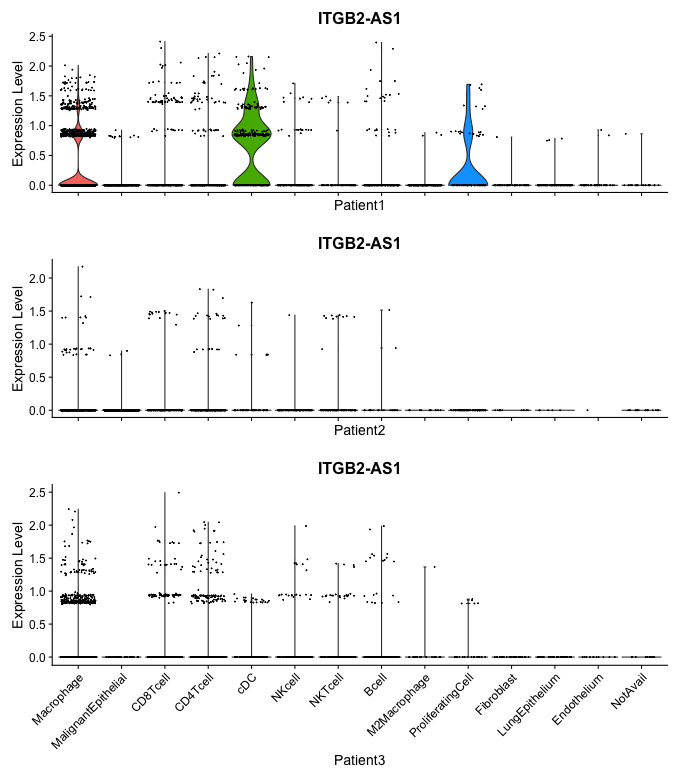 ITGB2-AS1
Expression Level
2.5
2.0
1.5
1.0
0.5
0.0
Patient1
ITGB2-AS1
Expression Level
2.0
1.5
1.0
0.5
0.0
Patient2
ITGB2-AS1
Expression Level
2.5
2.0
1.5
1.0
0.5
0.0
Macrophage
MalignantEpithelial
CD8Tcell
CD4Tcell
cDC
NKcell
NKTcell
Bcell
M2Macrophage
ProliferatingCell
Fibroblast
LungEpithelium
Endothelium
NotAvail
Patient3